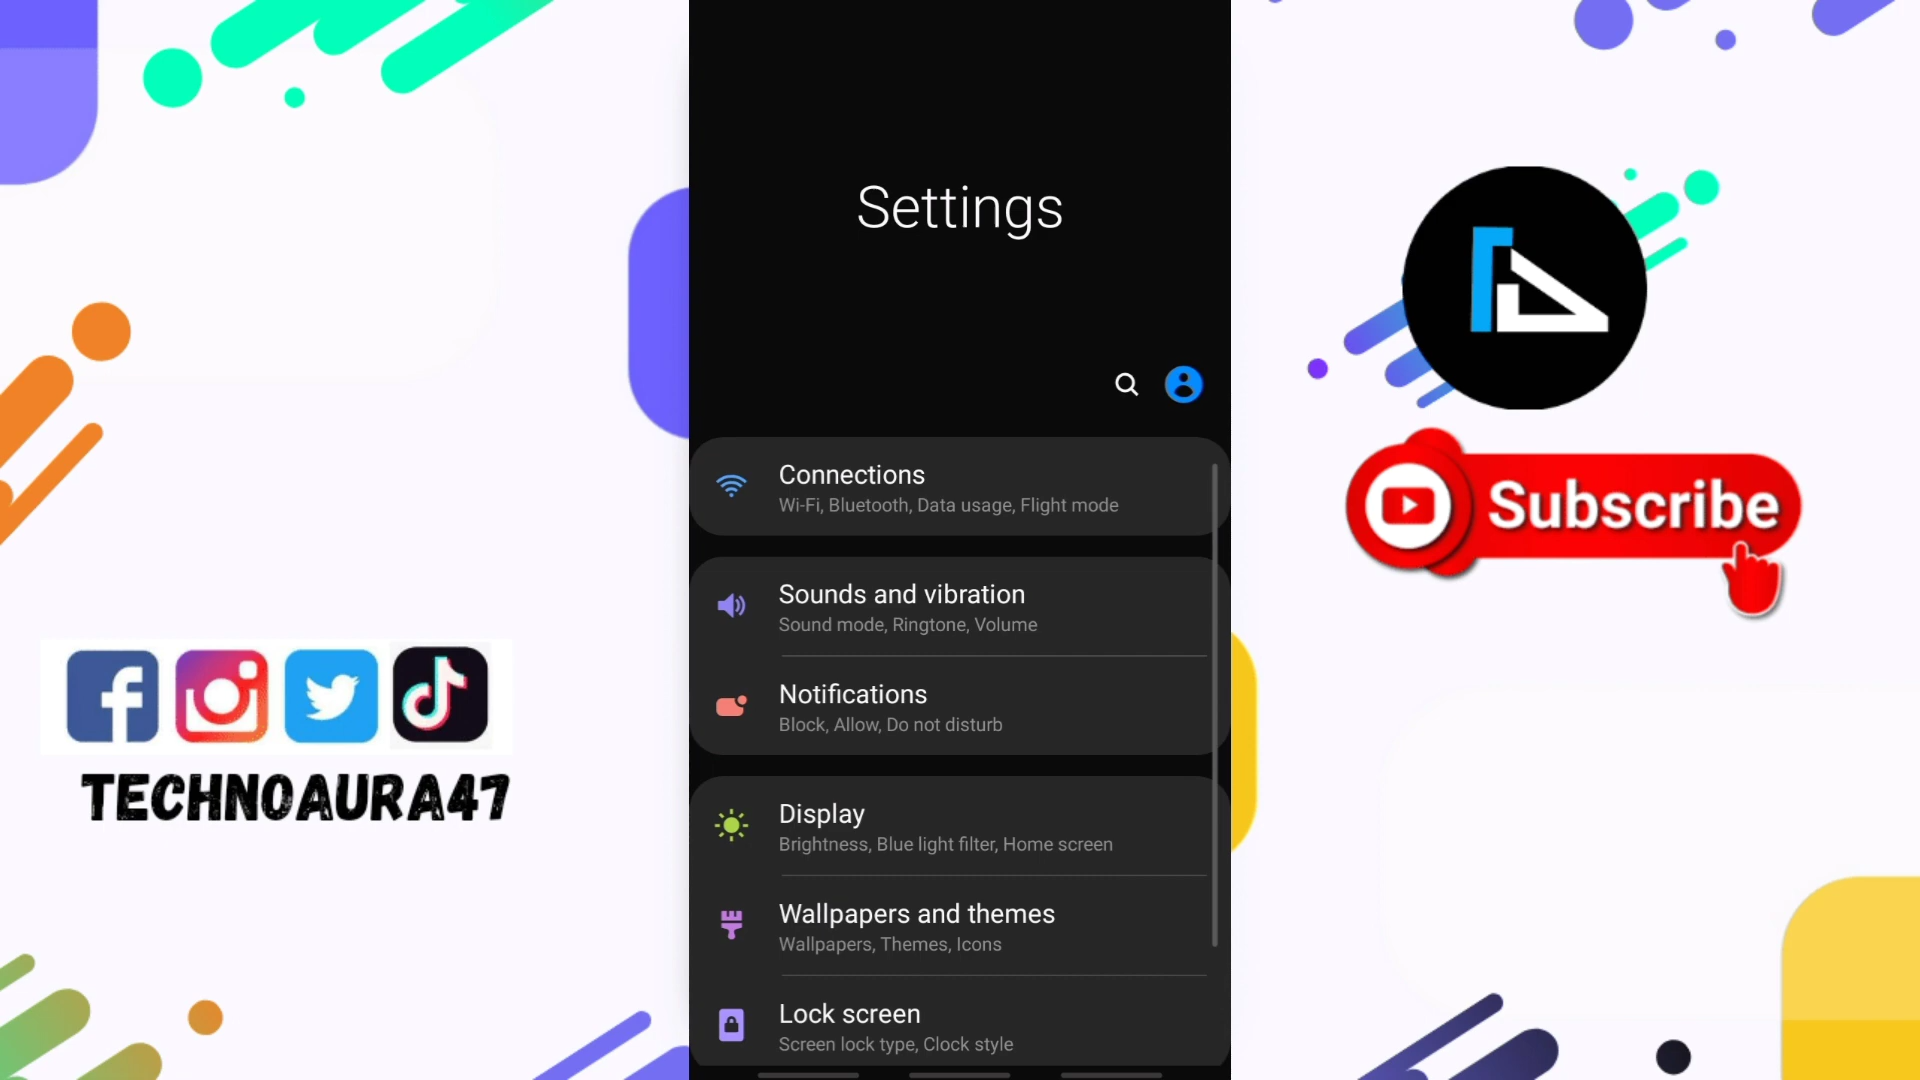 Settings
Connections
Wi-Fi, Bluetooth, Data usage, Flight mode
Sounds and vibration
Sound mode, Ringtone, Volume
Notifications
Block, Allow, Do not disturb
Display
Brightness, Blue light filter, Home screen
Wallpapers and themes
Wallpapers, Themes, Icons
Lock screen
Screen lock type, Clock style
TECHNOAURA47
Subscribe